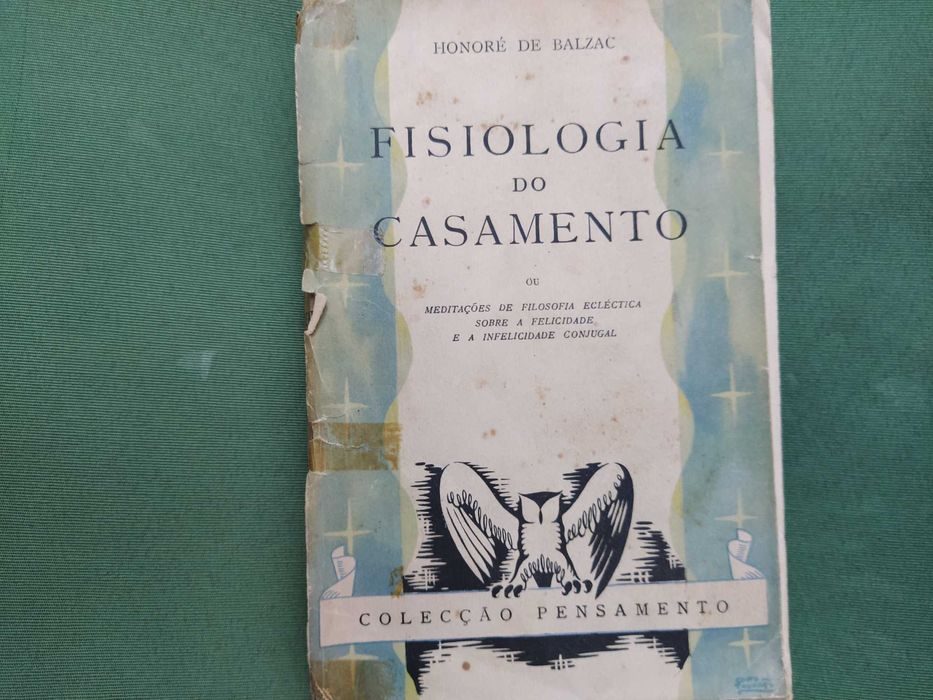 HONORÉ DE BALZAC
FISIOLOGIA
DO
CASAMENTO
OU
MEDITAÇÕES DE FILOSOFIA ECLÉCTICA
SOBRE A FELICIDADE
E A INFELICIDADE CONJUGAL
COLECÇÃO PENSAMENTO